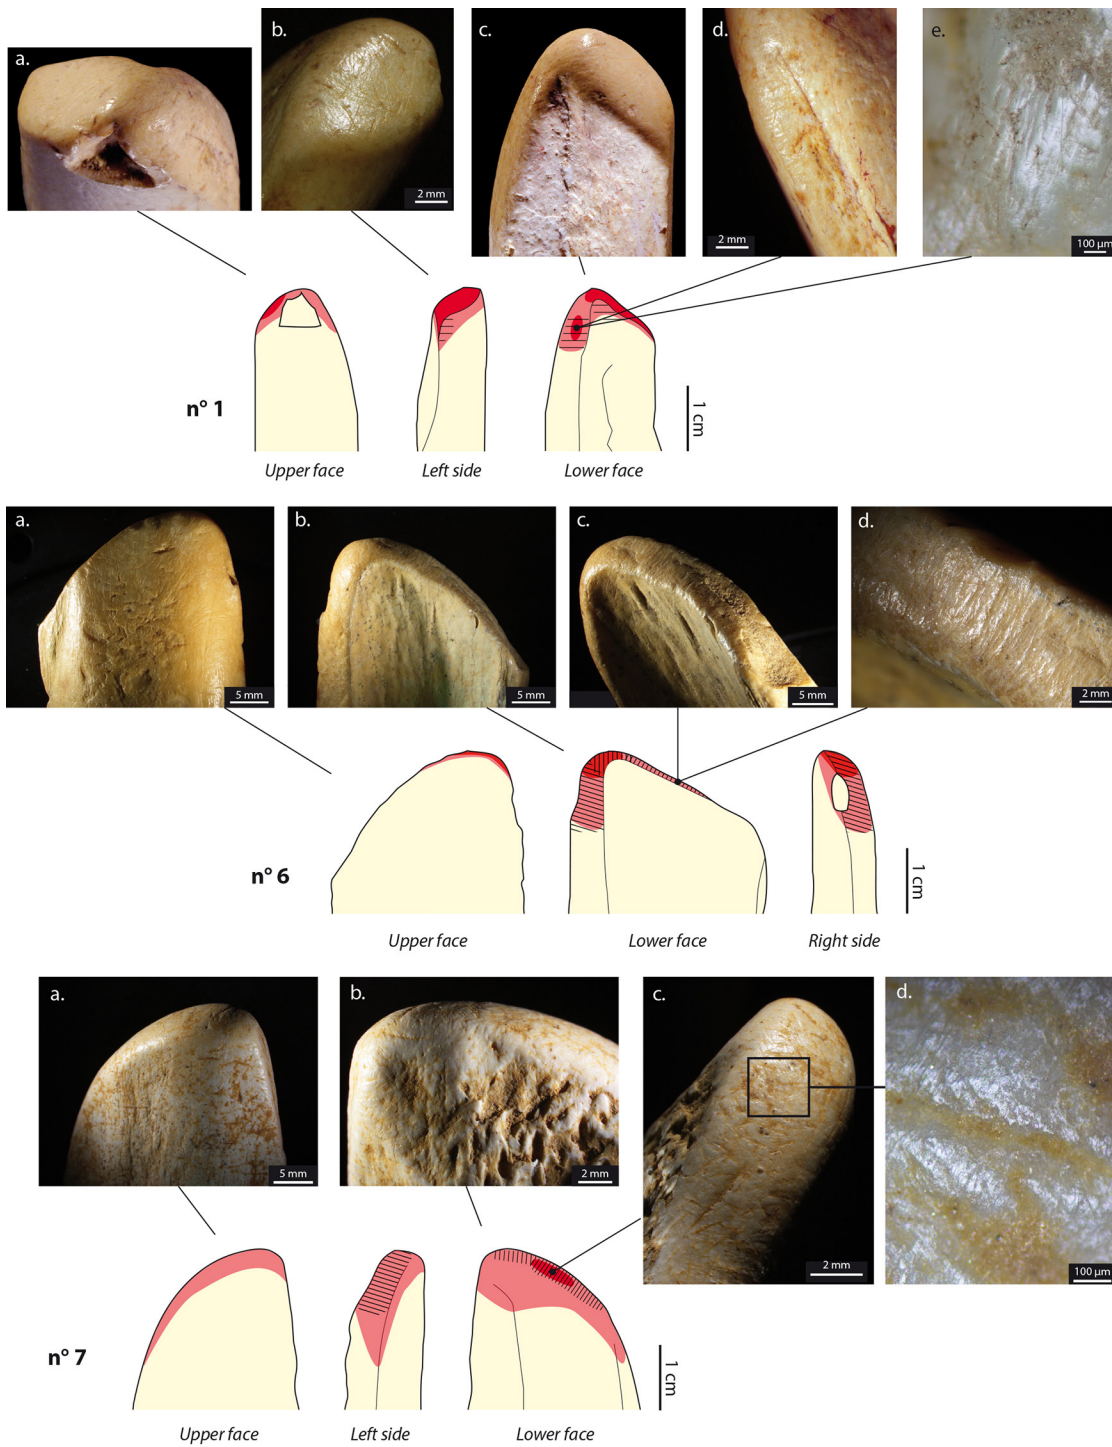 a.
b.
c.
d.
e.
2 mm
2 mm
100 µm
n° 1
1 cm
Upper face
Left side
Lower face
a.
b.
c.
d.
5 mm
5 mm
5 mm
2 mm
n° 6
1 cm
Upper face
Lower face
Right side
a.
b.
c.
d.
5 mm
2 mm
2 mm
100 µm
n° 7
1 cm
Upper face
Left side
Lower face